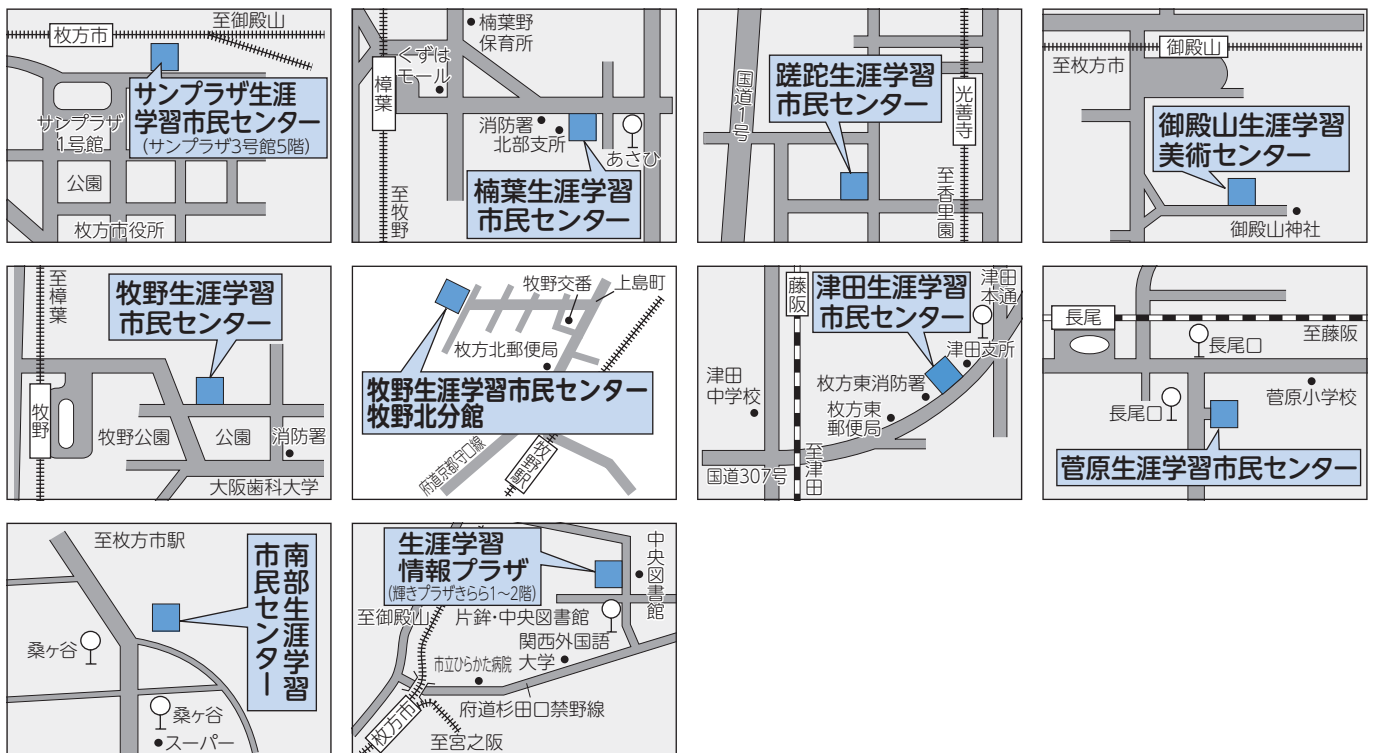 至御殿山
枚方市
サンプラザ生涯
学習市民センター
(サンプラザ3号館5階)
サンプラザ
1号館
公園
枚方市役所
楠葉野
保育所
くずは
モール
樟葉
消防署
北部支所
あさひ
楠葉生涯学習
市民センター
至牧野
国道1号
蹉跎生涯学習
市民センター
光善寺
至香里園
御殿山
至枚方市
御殿山生涯学習
美術センター
御殿山神社
至樟葉
牧野生涯学習
市民センター
牧野
牧野公園
公園
消防署
大阪歯科大学
牧野交番
上島町
枚方北郵便局
牧野生涯学習市民センター
牧野北分館
府道京都守口線
牧野駅
藤阪
津田生涯学習
市民センター
津田
本通
津田支所
津田
中学校
枚方東消防署
枚方東
郵便局
国道307号
至津田
長尾
長尾口
至藤阪
長尾口
菅原小学校
菅原生涯学習市民センター
至枚方市駅
南部生涯学習
市民センター
桑ヶ谷
桑ヶ谷
スーパー
生涯学習
情報プラザ
(輝きプラザきらら1〜2階)
中央図書館
至御殿山
片鉾・中央図書館
関西外国語
大学
市立ひらかた病院
府道杉田口禁野線
枚方市
至宮之阪